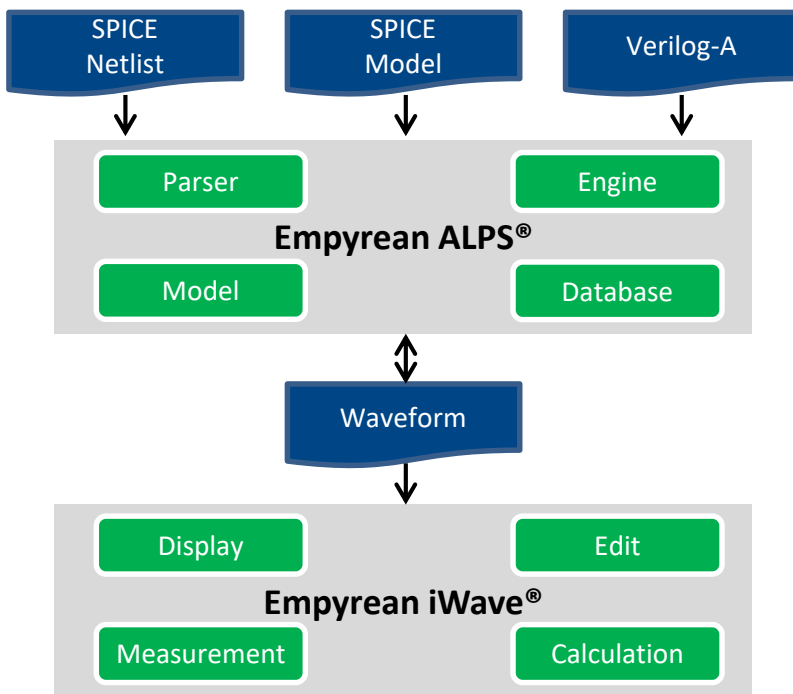 SPICE
Netlist
SPICE
Model
Verilog-A
Parser
Engine
Empyrean ALPS®
Model
Database
Waveform
Display
Edit
Empyrean iWave®
Measurement
Calculation